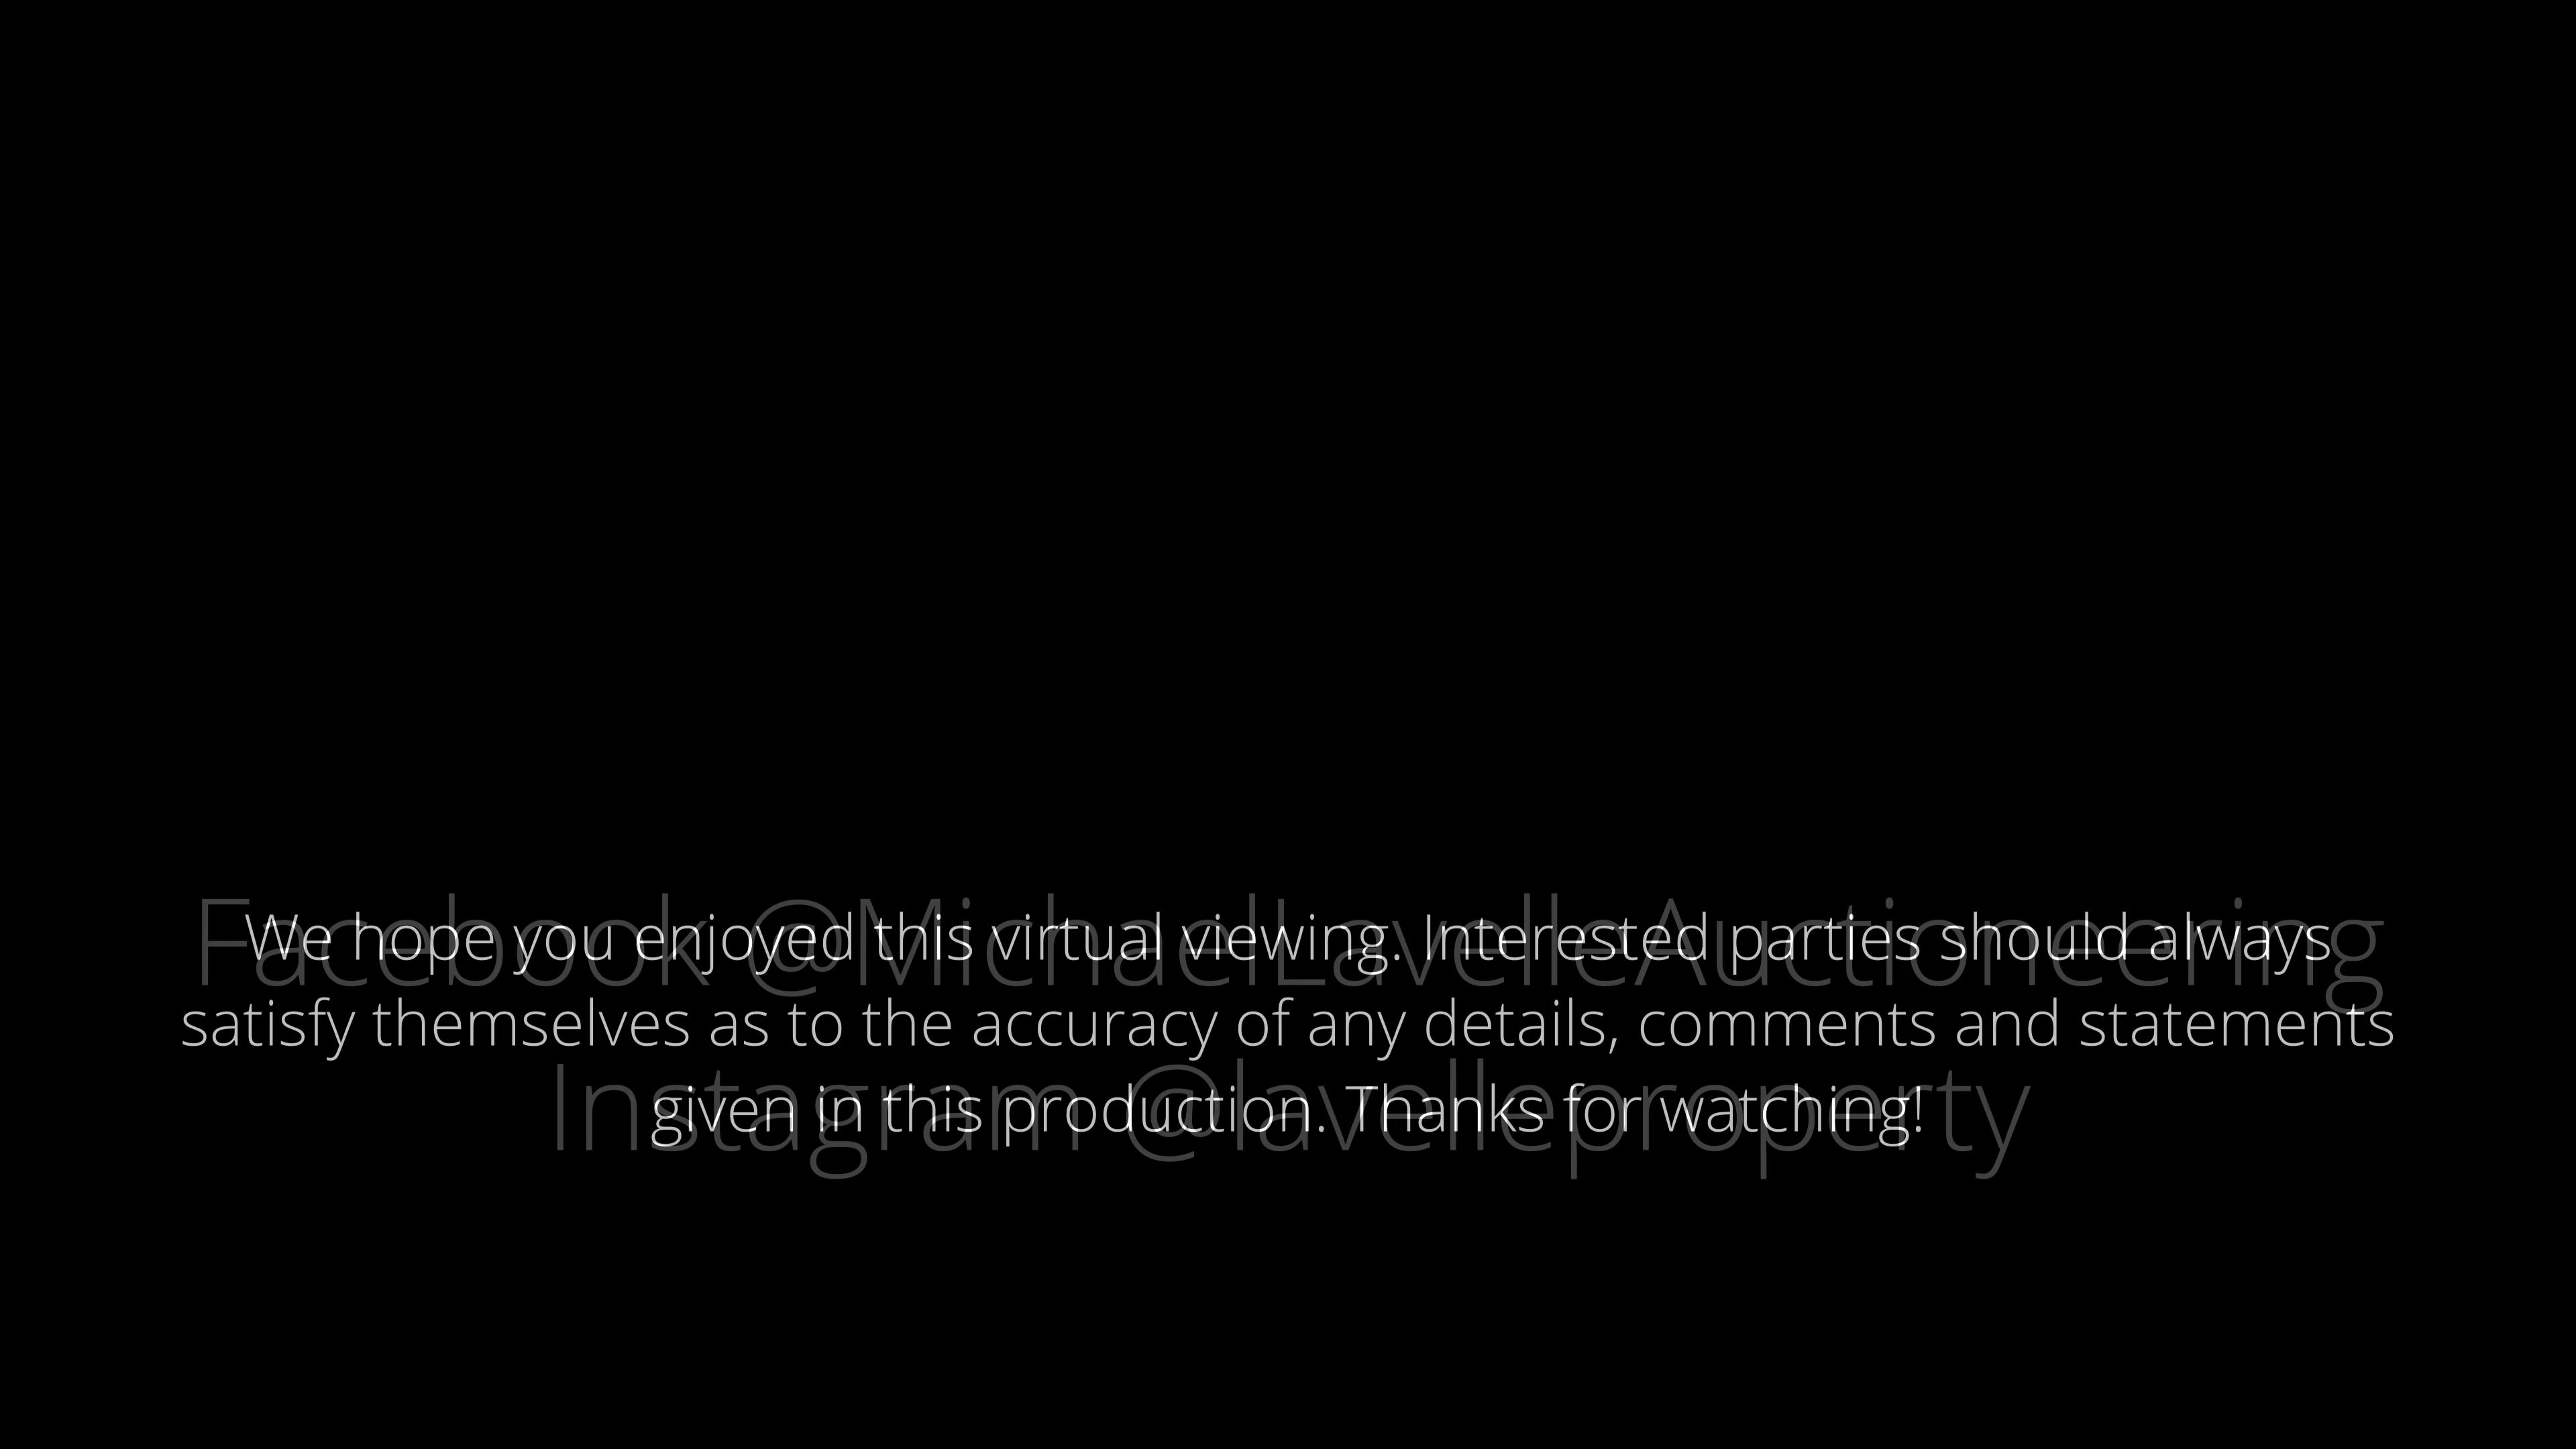 Facebook @MichaelLavelleAuctioneering
We hope you enjoyed this virtual viewing. Interested parties should always
satisfy themselves as to the accuracy of any details, comments and statements
Instagram @lavelleproperty
given in this production. Thanks for watching!